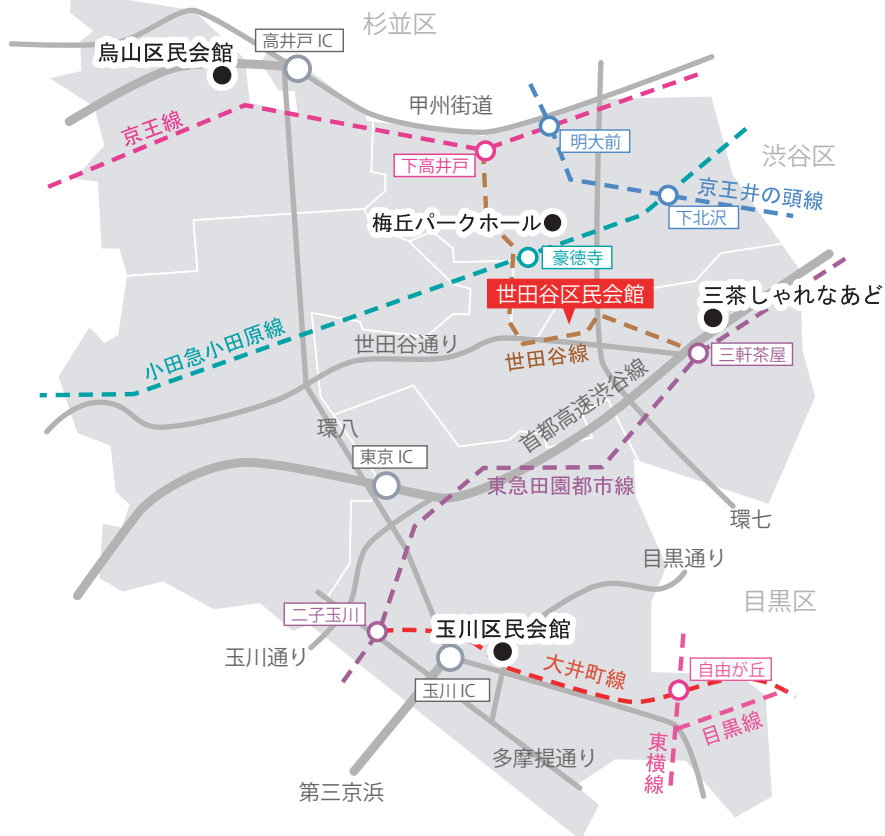 杉並区
高井戸 IC
烏山区民会館
甲州街道
京王線
明大前
渋谷区
下高井戸
京王井の頭線
下北沢
梅丘パークホール
豪徳寺
世田谷区民会館
三茶しゃれなあど
小田急小田原線
世田谷通り
世田谷線
三軒茶屋
首都高速渋谷線
環八
東京 IC
東急田園都市線
環七
目黒通り
目黒区
二子玉川
玉川区民会館
玉川通り
大井町線
自由が丘
玉川 IC
目黒線
東横線
多摩提通り
第三京浜